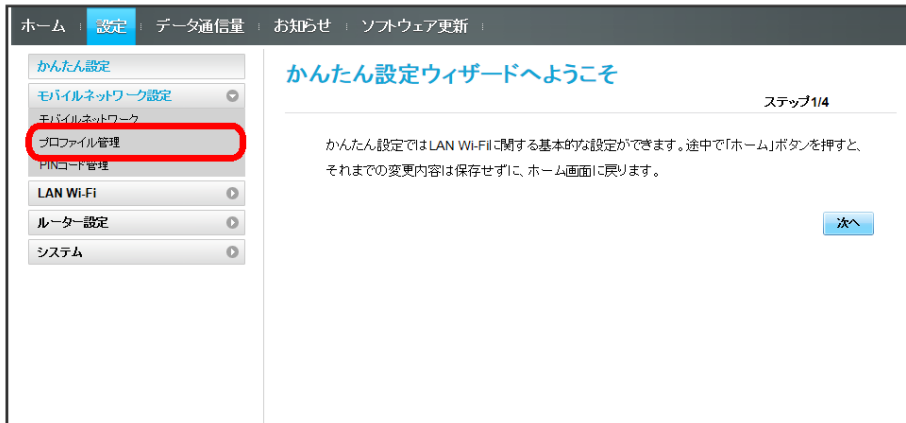 ホーム 設定 データ通信量 お知らせ ソフトウェア更新
かんたん設定
モバイルネットワーク設定
モバイルネットワーク
プロファイル管理
PINコード管理
LAN Wi-Fi
ルーター設定
システム
かんたん設定ウィザードへようこそ
ステップ1/4
かんたん設定ではLAN Wi-Fiに関する基本的な設定ができます。途中で「ホーム」ボタンを押すと、
それまでの変更内容は保存せずに、ホーム画面に戻ります。
次へ